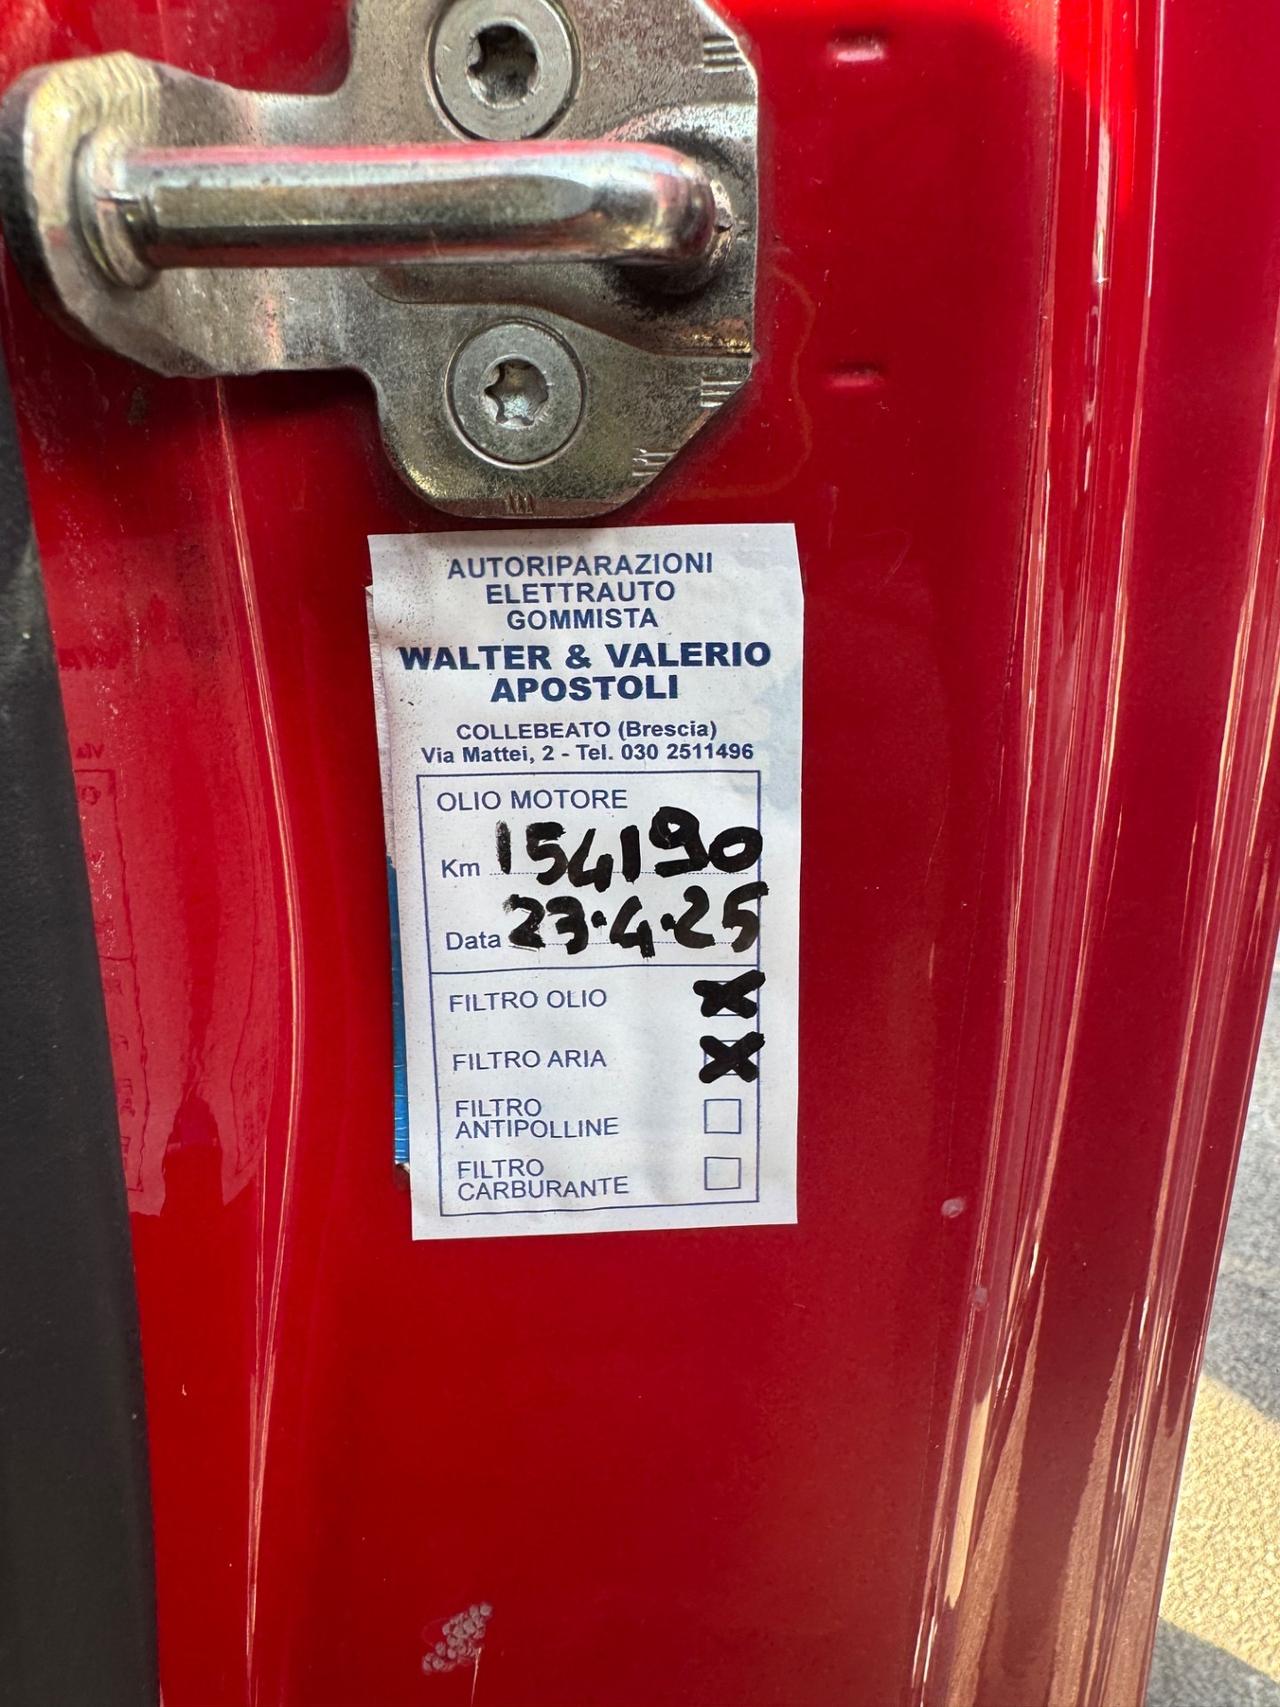 AUTORIPARAZIONI
ELETTRAUTO
GOMMISTA
WALTER & VALERIO
APOSTOLI
COLLEBEATO (Brescia)
Via Mattei, 2 - Tel. 030 2511496
OLIO MOTORE
Km 154190
Data 23.4.25
FILTRO OLIO X
FILTRO ARIA X
FILTRO
ANTIPOLLINE
FILTRO
CARBURANTE